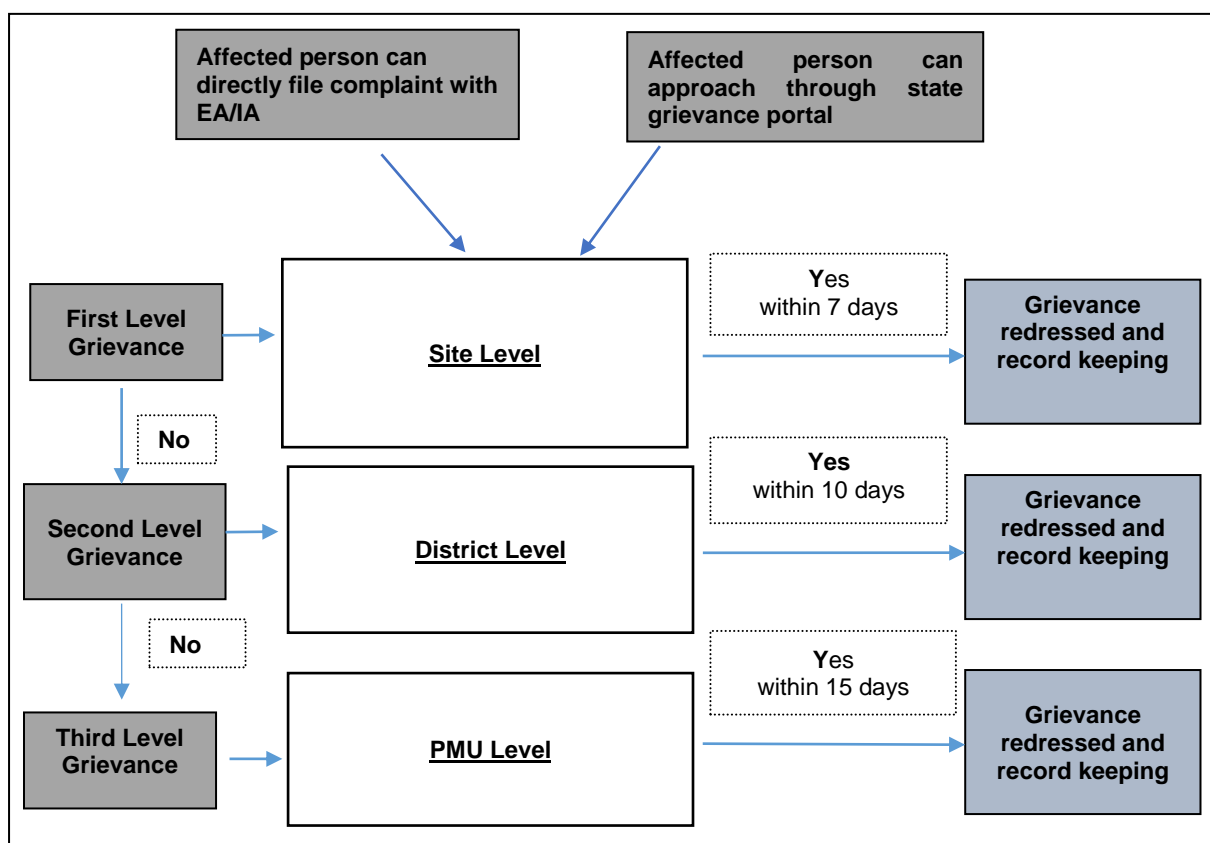 Affected person can
directly file complaint with
EA/IA
Affected person can
approach through state
grievance portal
First Level
Grievance
Site Level
Yes
within 7 days
Grievance
redressed and
record keeping
No
Second Level
Grievance
District Level
Yes
within 10 days
Grievance
redressed and
record keeping
No
Third Level
Grievance
PMU Level
Yes
within 15 days
Grievance
redressed and
record keeping